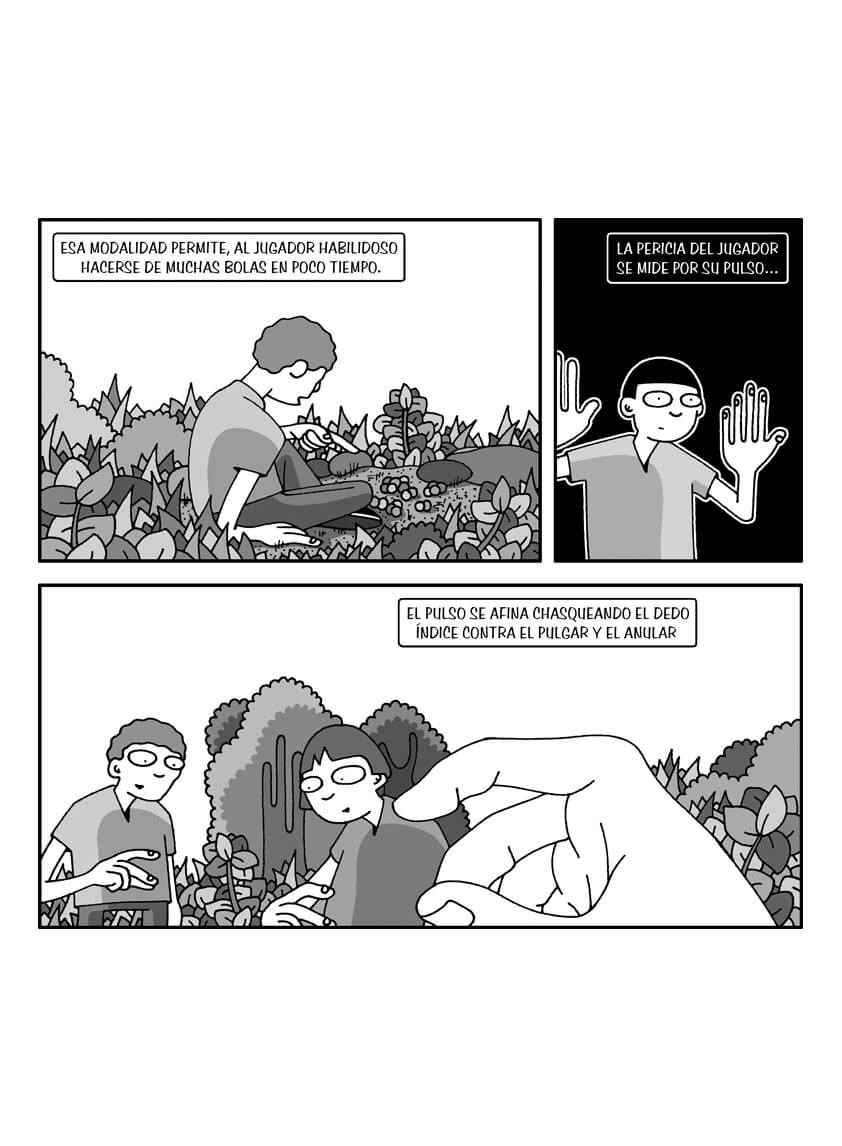 ESA MODALIDAD PERMITE, AL JUGADOR HABILIDOSO
HACERSE DE MUCHAS BOLAS EN POCO TIEMPO.
LA PERICIA DEL JUGADOR
SE MIDE POR SU PULSO...
EL PULSO SE AFINA CHASQUEANDO EL DEDO
ÍNDICE CONTRA EL PULGAR Y EL ANULAR